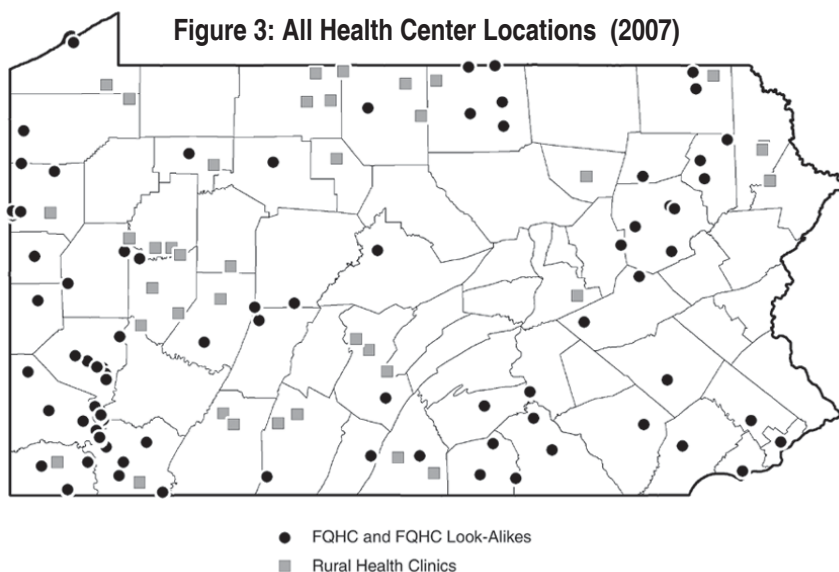 Figure 3: All Health Center Locations (2007)
FQHC and FQHC Look-Alikes
Rural Health Clinics